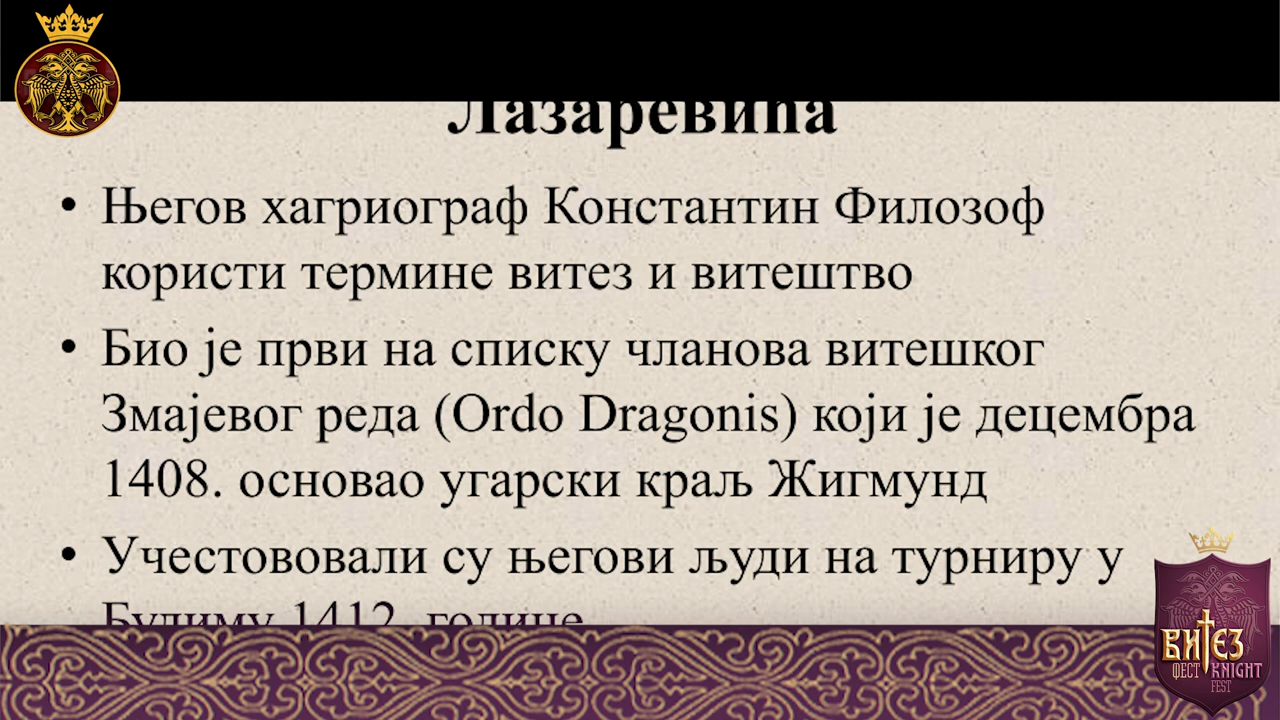 Лазаревића
• Његов хагриограф Константин Филозоф
користи термине витез и витештво
• Био је први на списку чланова витешког
Змајевог реда (Ordo Dragonis) који је децембра
1408. основао угарски краљ Жигмунд
• Учестововали су његови људи на турниру у
Будиму 1412. године
ВИТЕЗ
ФЕСТ KNIGHT
FEST